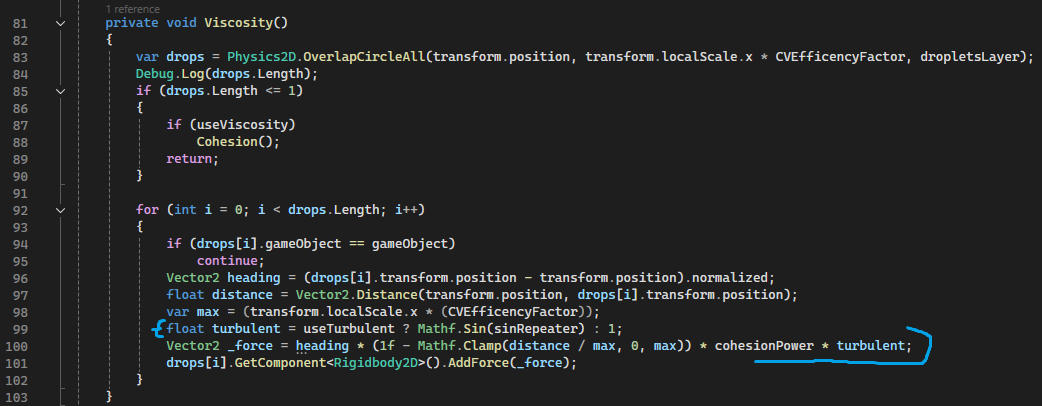 1 reference
81 private void Viscosity()
82 {
83 var drops = Physics2D.OverlapCircleAll(transform.position, transform.localScale.x * CVEfficencyFactor, dropletsLayer);
84 Debug.Log(drops.Length);
85 if (drops.Length <= 1)
86 {
87 if (useViscosity)
88 Cohesion();
89 return;
90 }
91
92 for (int i = 0; i < drops.Length; i++)
93 {
94 if (drops[i].gameObject == gameObject)
95 continue;
96 Vector2 heading = (drops[i].transform.position - transform.position).normalized;
97 float distance = Vector2.Distance(transform.position, drops[i].transform.position);
98 var max = (transform.localScale.x * (CVEfficencyFactor));
99 float turbulent = useTurbulent ? Mathf.Sin(sinRepeater) : 1;
100 Vector2 _force = heading * (1f - Mathf.Clamp(distance / max, 0, max)) * cohesionPower * turbulent;
101 drops[i].GetComponent<Rigidbody2D>().AddForce(_force);
102 }
103 }